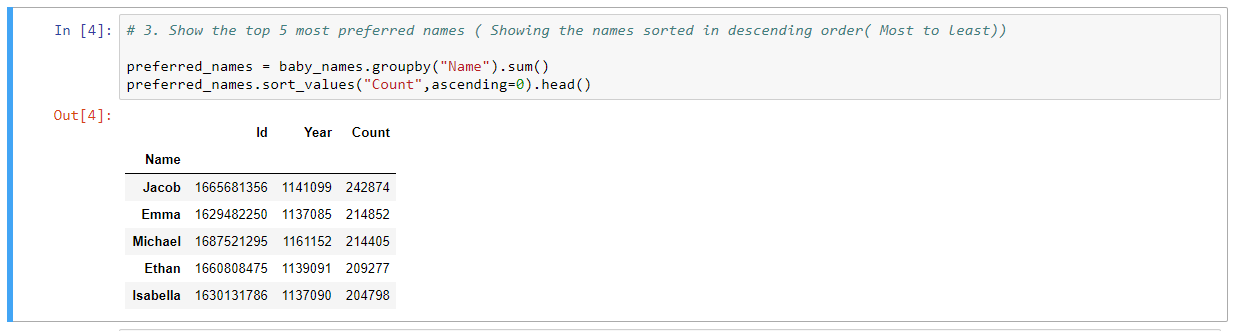 In [4]: # 3. Show the top 5 most preferred names ( Showing the names sorted in descending order( Most to least))
preferred_names = baby_names.groupby("Name").sum()
preferred_names.sort_values("Count",ascending=0).head()
Out[4]:
Id Year Count
Name
Jacob 1665681356 1141099 242874
Emma 1629482250 1137085 214852
Michael 1687521295 1161152 214405
Ethan 1660808475 1139091 209277
Isabella 1630131786 1137090 204798